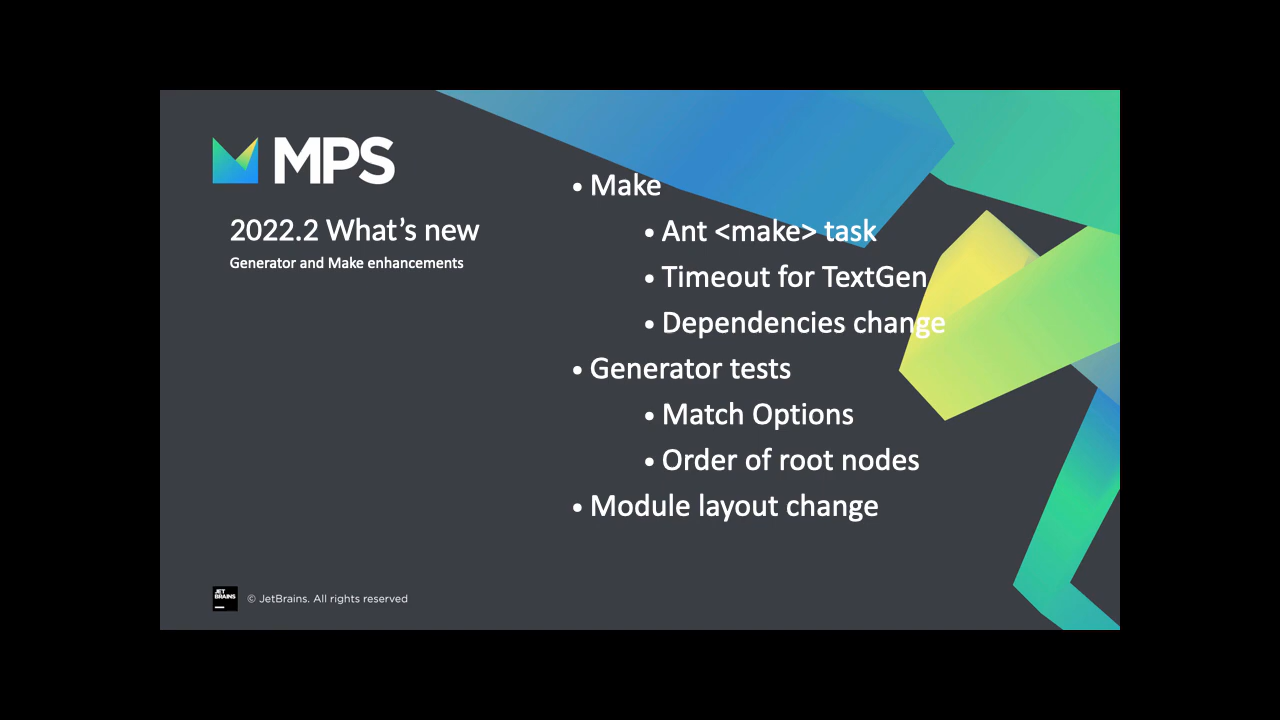 MPS
2022.2 What's new
Generator and Make enhancements
• Make
• Ant <make> task
• Timeout for TextGen
• Dependencies change
• Generator tests
• Match Options
• Order of root nodes
• Module layout change
JET
BRAINS
© JetBrains. All rights reserved